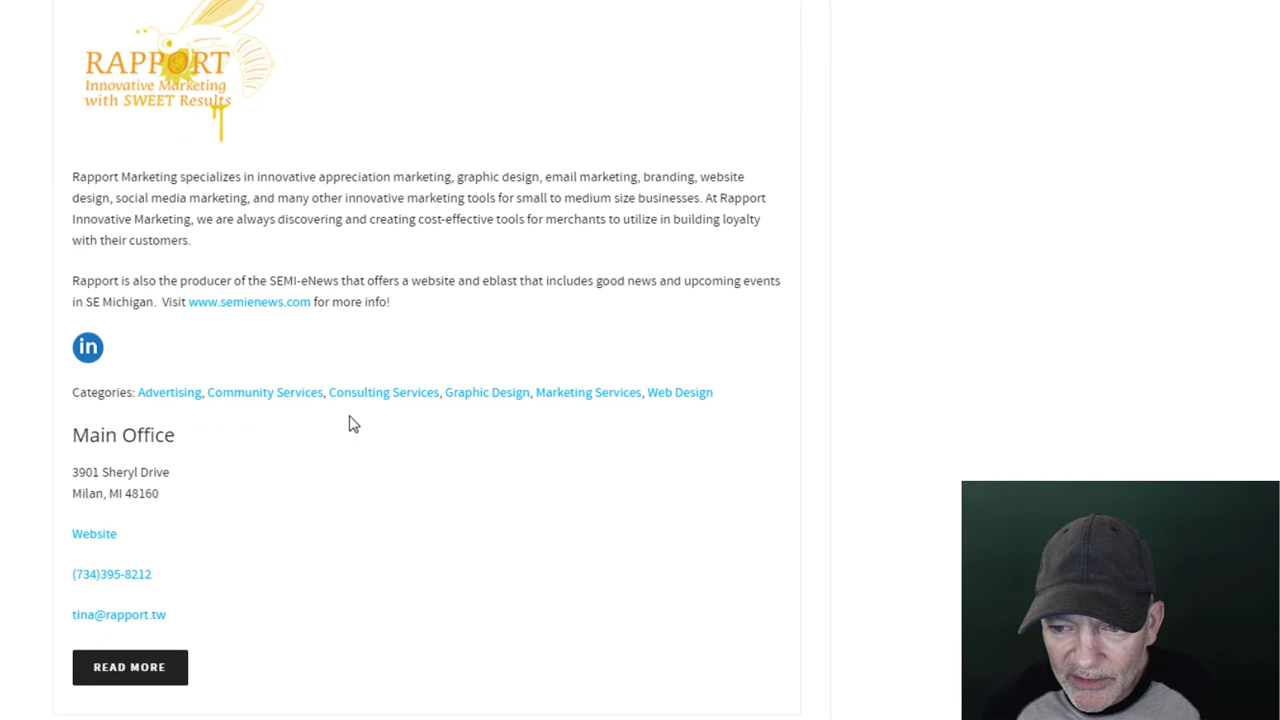 RAPPORT
Innovative Marketing
with SWEET Results
Rapport Marketing specializes in innovative appreciation marketing, graphic design, email marketing, branding, website
design, social media marketing, and many other innovative marketing tools for small to medium size businesses. At Rapport
Innovative Marketing, we are always discovering and creating cost-effective tools for merchants to utilize in building loyalty
with their customers.
Rapport is also the producer of the SEMI-eNews that offers a website and eblast that includes good news and upcoming events
in SE Michigan.  Visit www.semienews.com for more info!
in
Categories: Advertising, Community Services, Consulting Services, Graphic Design, Marketing Services, Web Design
Main Office
3901 Sheryl Drive
Milan, MI 48160
Website
(734)395-8212
tina@rapport.tw
READ MORE